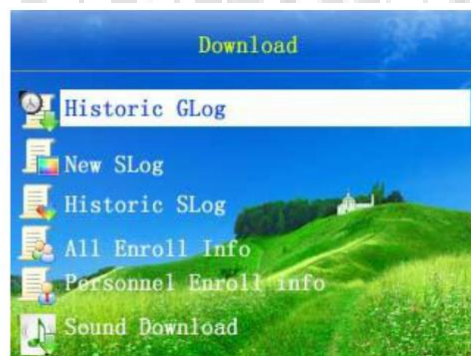 Download
Historic GLog
New SLog
Historic SLog
All Enroll Info
Personnel Enroll info
Sound Download